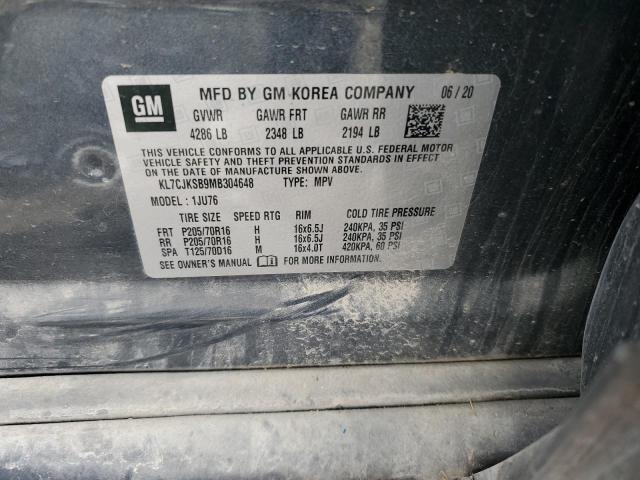 GM
MFD BY GM KOREA COMPANY 06 / 20
GVWR GAWR FRT GAWR RR
4286 LB 2348 LB 2194 LB
THIS VEHICLE CONFORMS TO ALL APPLICABLE U.S. FEDERAL MOTOR
VEHICLE SAFETY AND THEFT PREVENTION STANDARDS IN EFFECT
ON THE DATE OF MANUFACTURE SHOWN ABOVE.
KL7CJKSB9MB304648 TYPE: MPV
MODEL : 1JU76
TIRE SIZE SPEED RTG RIM COLD TIRE PRESSURE
FRT P205/70R16 H 16x6.5J 240KPA, 35 PSI
RR P205/70R16 H 16x6.5J 240KPA, 35 PSI
SPA T125/70D16 M 16x4.0T 420KPA, 60 PSI
SEE OWNER'S MANUAL FOR MORE INFORMATION